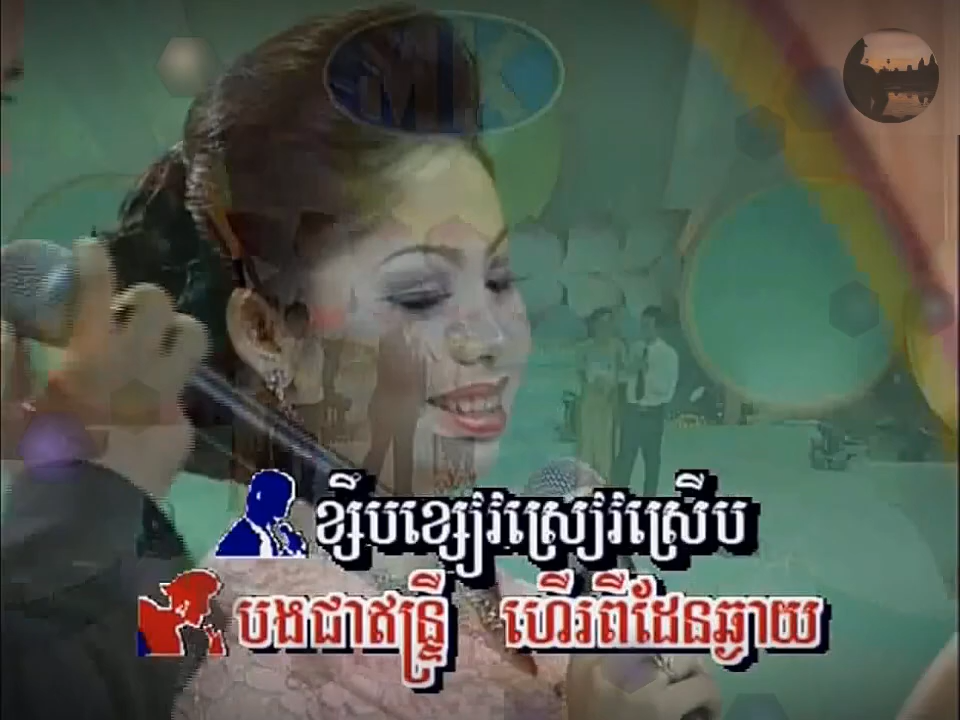 MK
ខ្សឹបខ្សៀវស្រៀវស្រើប
បងជាឥន្ទ្រី ហើរពីដែនឆ្ងាយ